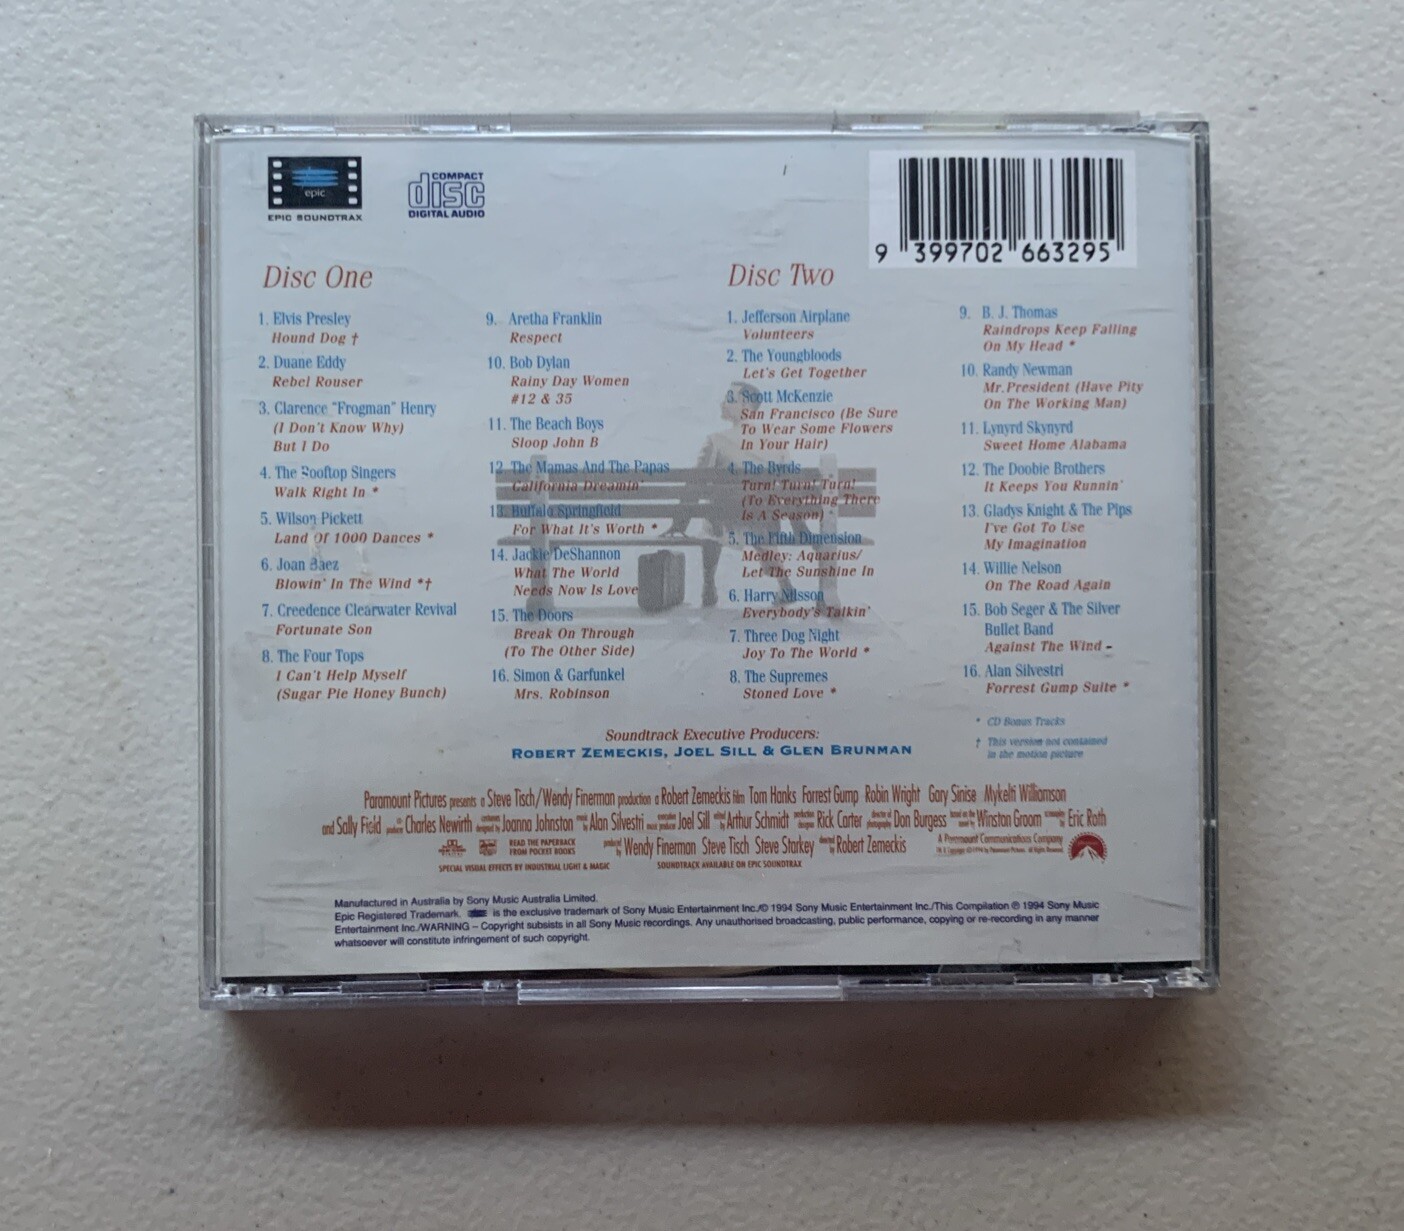 epic
EPIC SOUNDTRAX
COMPACT
disc
DIGITAL AUDIO
9 399702 663295
Disc One
1. Elvis Presley
Hound Dog †
2. Duane Eddy
Rebel Rouser
3. Clarence "Frogman" Henry
(I Don't Know Why)
But I Do
4. The Rooftop Singers
Walk Right In *
5. Wilson Pickett
Land Of 1000 Dances *
6. Joan Baez
Blowin' In The Wind *†
7. Creedence Clearwater Revival
Fortunate Son
8. The Four Tops
I Can't Help Myself
(Sugar Pie Honey Bunch)
9. Aretha Franklin
Respect
10. Bob Dylan
Rainy Day Women
#12 & 35
11. The Beach Boys
Sloop John B
12. The Mamas And The Papas
California Dreamin'
13. Buffalo Springfield
For What It's Worth *
14. Jackie DeShannon
What The World
Needs Now Is Love
15. The Doors
Break On Through
(To The Other Side)
16. Simon & Garfunkel
Mrs. Robinson
Disc Two
1. Jefferson Airplane
Volunteers
2. The Youngbloods
Let's Get Together
3. Scott McKenzie
San Francisco (Be Sure
To Wear Some Flowers
In Your Hair)
4. The Byrds
Turn! Turn! Turn!
(To Everything There
Is A Season)
5. The Fifth Dimension
Medley: Aquarius/
Let The Sunshine In
6. Harry Nilsson
Everybody's Talkin'
7. Three Dog Night
Joy To The World *
8. The Supremes
Stoned Love *
9. B. J. Thomas
Raindrops Keep Falling
On My Head *
10. Randy Newman
Mr. President (Have Pity
On The Working Man)
11. Lynyrd Skynyrd
Sweet Home Alabama
12. The Doobie Brothers
It Keeps You Runnin'
13. Gladys Knight & The Pips
I've Got To Use
My Imagination
14. Willie Nelson
On The Road Again
15. Bob Seger & The Silver
Bullet Band
Against The Wind
16. Alan Silvestri
Forrest Gump Suite *
* CD Bonus Tracks
† This version not contained
in the motion picture
Soundtrack Executive Producers:
ROBERT ZEMECKIS, JOEL SILL & GLEN BRUNMAN
Paramount Pictures presents a Steve Tisch/Wendy Finerman production a Robert Zemeckis film Tom Hanks Forrest Gump Robin Wright Gary Sinise Mykelti Williamson
and Sally Field Charles Newirth Joanna Johnston Alan Silvestri Joel Sill Arthur Schmidt Rick Carter Don Burgess Winston Groom Eric Roth
READ THE PAPERBACK
FROM POCKET BOOKS
Wendy Finerman Steve Tisch Steve Starkey Robert Zemeckis
A Paramount Communications Company
SPECIAL VISUAL EFFECTS BY INDUSTRIAL LIGHT & MAGIC
SOUNDTRACK AVAILABLE ON EPIC SOUNDTRAX
Manufactured in Australia by Sony Music Australia Limited.
Epic Registered Trademark. is the exclusive trademark of Sony Music Entertainment Inc./© 1994 Sony Music Entertainment Inc./This Compilation ℗ 1994 Sony Music
Entertainment Inc./WARNING – Copyright subsists in all Sony Music recordings. Any unauthorised broadcasting, public performance, copying or re-recording in any manner
whatsoever will constitute infringement of such copyright.